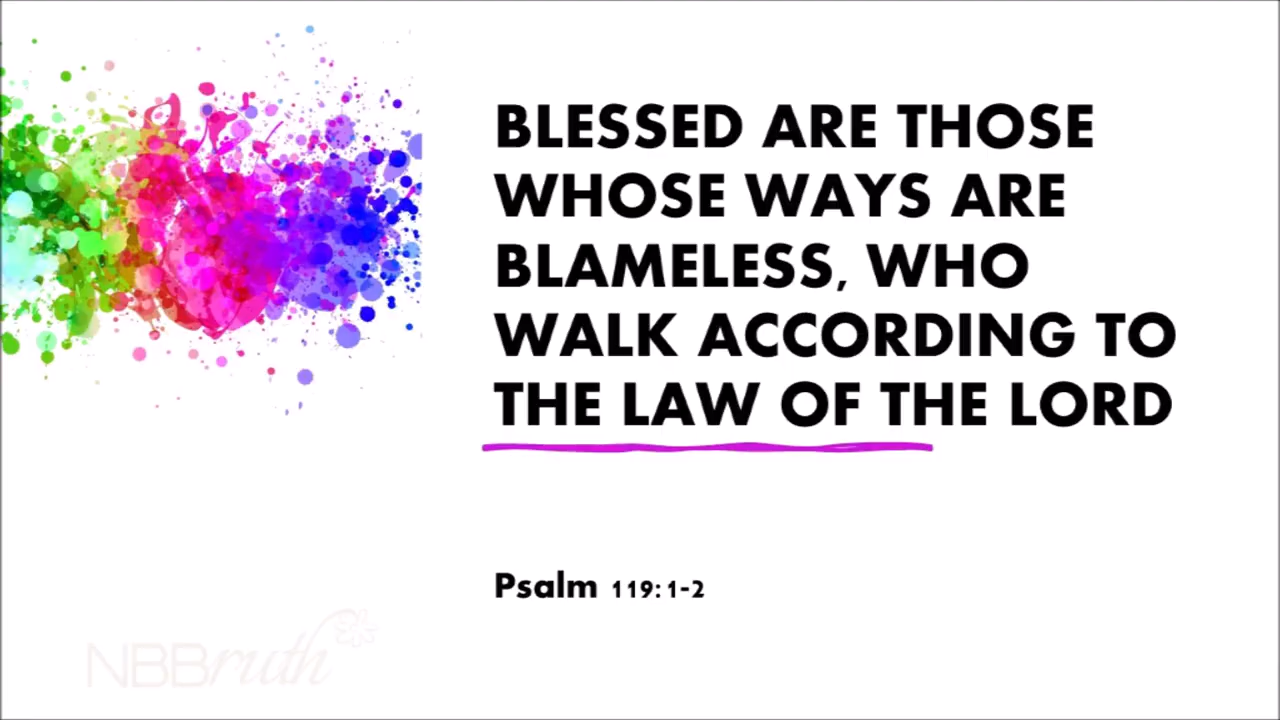 BLESSED ARE THOSE
WHOSE WAYS ARE
BLAMELESS, WHO
WALK ACCORDING TO
THE LAW OF THE LORD
Psalm 119:1-2
NBBruth